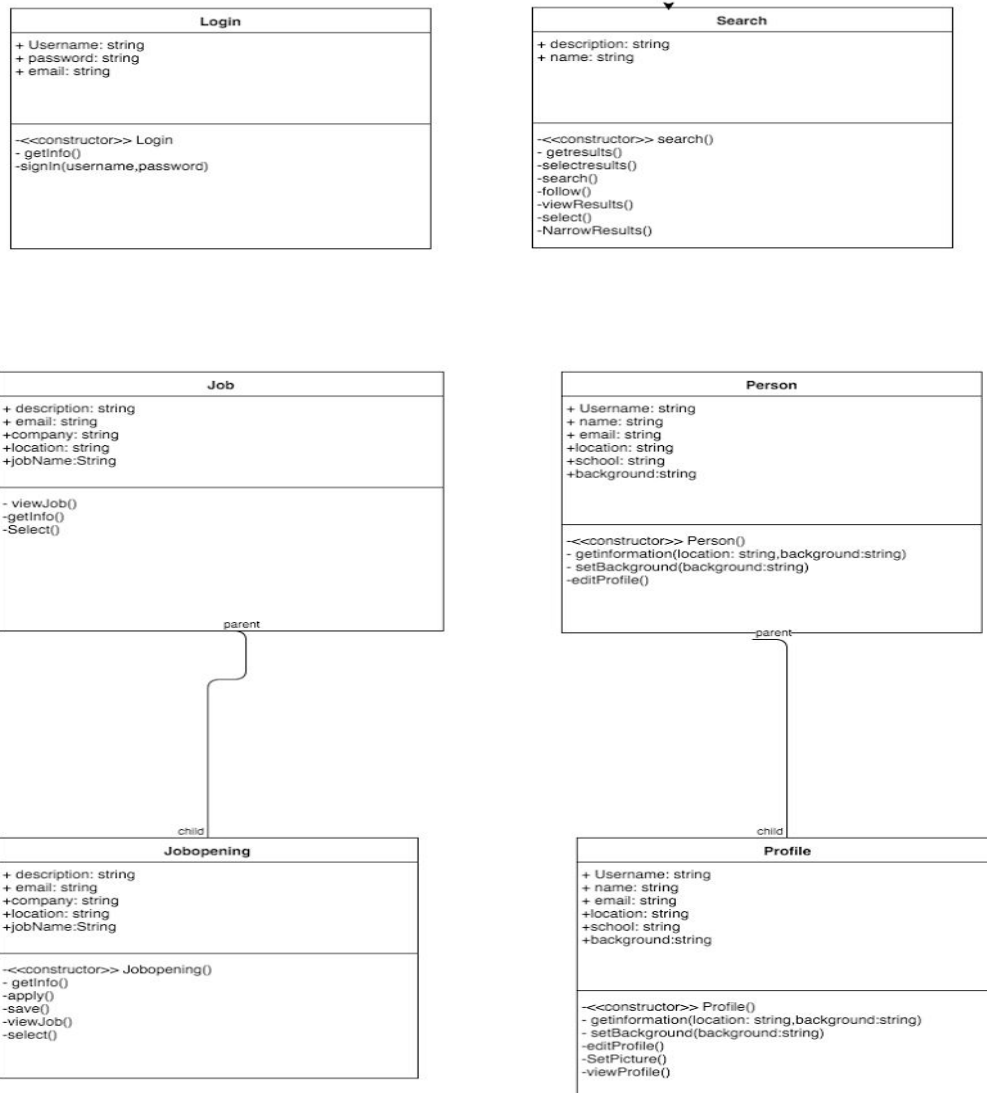 Login
+ Username: string
+ password: string
+ email: string
-<<constructor>> Login
- getInfo()
-signIn(username,password)
Search
+ description: string
+ name: string
-<<constructor>> search()
- getresults()
-selectresults()
-search()
-follow()
-viewResults()
-select()
-NarrowResults()
Job
+ description: string
+ email: string
+company: string
+location: string
+jobName:String
- viewJob()
-getInfo()
-Select()
parent
Person
+ Username: string
+ name: string
+ email: string
+location: string
+school: string
+background:string
-<<constructor>> Person()
- getinformation(location: string,background:string)
- setBackground(background:string)
-editProfile()
parent
child
Jobopening
+ description: string
+ email: string
+company: string
+location: string
+jobName:String
-<<constructor>> Jobopening()
- getInfo()
-apply()
-save()
-viewJob()
-select()
child
Profile
+ Username: string
+ name: string
+ email: string
+location: string
+school: string
+background:string
-<<constructor>> Profile()
- getinformation(location: string,background:string)
- setBackground(background:string)
-editProfile()
-SetPicture()
-viewProfile()